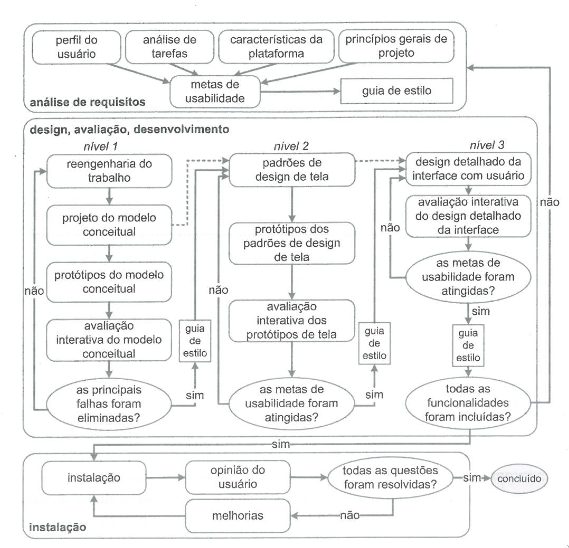 perfil do
usuário
análise de
tarefas
características da
plataforma
princípios gerais de
projeto
metas de
usabilidade
guia de estilo
análise de requisitos
design, avaliação, desenvolvimento
nível 1
reengenharia do
trabalho
projeto do modelo
conceitual
protótipos do modelo
conceitual
não
avaliação
interativa do modelo
conceitual
as principais
falhas foram
eliminadas?
sim
guia
de
estilo
nível 2
padrões de
design de tela
protótipos dos
padrões de design
de tela
não
avaliação
interativa dos
protótipos de tela
as metas de
usabilidade foram
atingidas?
sim
guia
de
estilo
nível 3
design detalhado da
interface com usuário
avaliação interativa
do design detalhado
da interface
não
as metas de
usabilidade foram
atingidas?
sim
guia
de
estilo
todas as
funcionalidades
foram incluídas?
não
sim
instalação
opinião do
usuário
todas as questões
foram resolvidas?
sim
concluído
melhorias
não
instalação